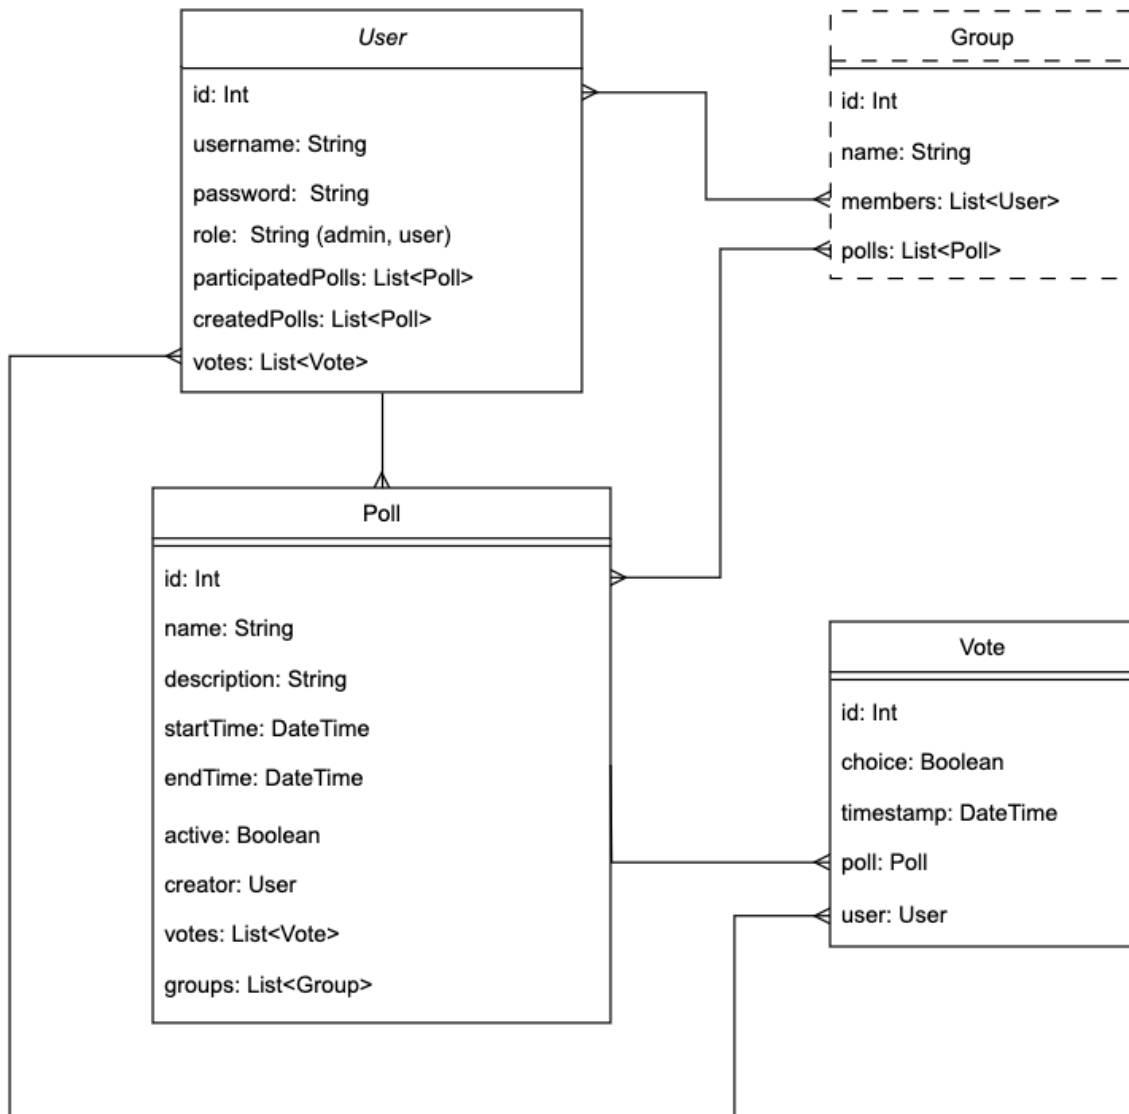 User
id: Int
username: String
password:  String
role:  String (admin, user)
participatedPolls: List<Poll>
createdPolls: List<Poll>
votes: List<Vote>
Group
id: Int
name: String
members: List<User>
polls: List<Poll>
Poll
id: Int
name: String
description: String
startTime: DateTime
endTime: DateTime
active: Boolean
creator: User
votes: List<Vote>
groups: List<Group>
Vote
id: Int
choice: Boolean
timestamp: DateTime
poll: Poll
user: User